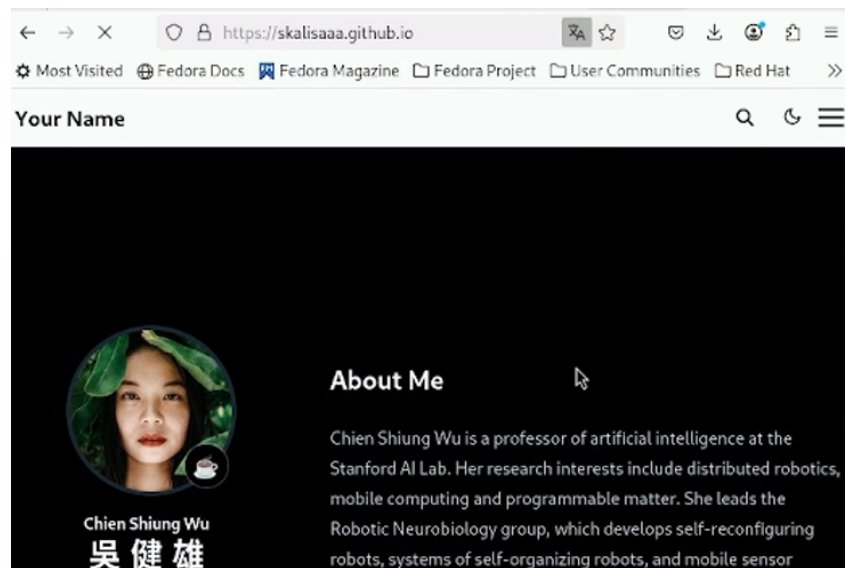 https://skalisaaa.github.io
Most Visited Fedora Docs Fedora Magazine Fedora Project User Communities Red Hat
Your Name
About Me
Chien Shiung Wu is a professor of artificial intelligence at the
Stanford AI Lab. Her research interests include distributed robotics,
mobile computing and programmable matter. She leads the
Robotic Neurobiology group, which develops self-reconfiguring
robots, systems of self-organizing robots, and mobile sensor
Chien Shiung Wu
吳健雄